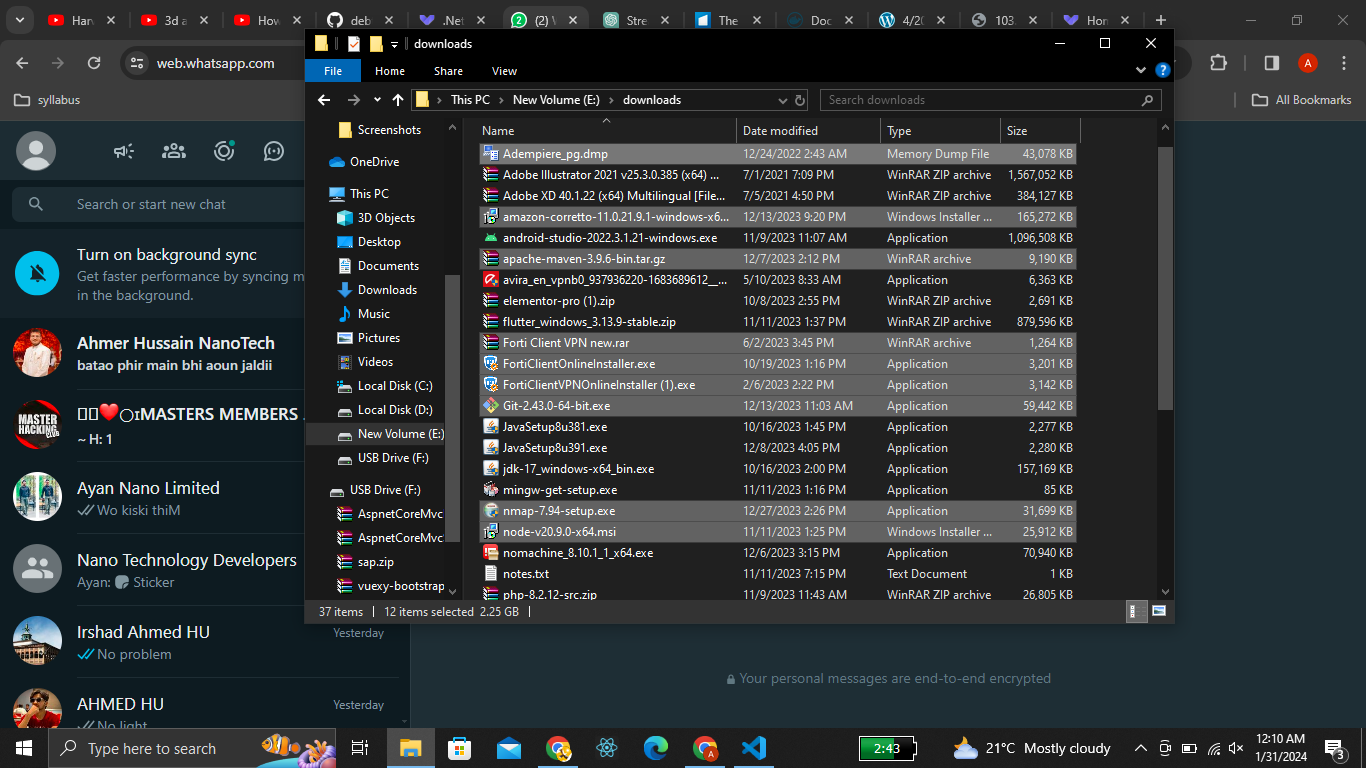 Har
3d a
How
deb
.Net
(2) W
Stre
The
Doc
4/20
103.
Hon
web.whatsapp.com
syllabus
All Bookmarks
A
downloads
File
Home
Share
View
This PC
New Volume (E:)
downloads
Search downloads
Screenshots
OneDrive
This PC
3D Objects
Desktop
Documents
Downloads
Music
Pictures
Videos
Local Disk (C:)
Local Disk (D:)
New Volume (E:)
USB Drive (F:)
USB Drive (F:)
AspnetCoreMvc
AspnetCoreMvc
sap.zip
vuexy-bootstrap
Name Date modified Type Size
Adempiere_pg.dmp 12/24/2022 2:43 AM Memory Dump File 43,078 KB
Adobe Illustrator 2021 v25.3.0.385 (x64) ... 7/1/2021 7:09 PM WinRAR ZIP archive 1,567,052 KB
Adobe XD 40.1.22 (x64) Multilingual [File... 7/5/2021 4:50 PM WinRAR ZIP archive 384,127 KB
amazon-corretto-11.0.21.9.1-windows-x6... 12/13/2023 9:20 PM Windows Installer ... 165,272 KB
android-studio-2022.3.1.21-windows.exe 11/9/2023 11:07 AM Application 1,096,508 KB
apache-maven-3.9.6-bin.tar.gz 12/7/2023 2:12 PM WinRAR archive 9,190 KB
avira_en_vpnb0_937936220-1683689612__... 5/10/2023 8:33 AM Application 6,363 KB
elementor-pro (1).zip 10/8/2023 2:55 PM WinRAR ZIP archive 2,691 KB
flutter_windows_3.13.9-stable.zip 11/11/2023 1:37 PM WinRAR ZIP archive 879,596 KB
Forti Client VPN new.rar 6/2/2023 3:45 PM WinRAR archive 1,264 KB
FortiClientOnlineInstaller.exe 10/19/2023 1:16 PM Application 3,201 KB
FortiClientVPNOnlineInstaller (1).exe 2/6/2023 2:22 PM Application 3,142 KB
Git-2.43.0-64-bit.exe 12/13/2023 11:03 AM Application 59,442 KB
JavaSetup8u381.exe 10/16/2023 1:45 PM Application 2,277 KB
JavaSetup8u391.exe 12/8/2023 4:05 PM Application 2,280 KB
jdk-17_windows-x64_bin.exe 10/16/2023 2:00 PM Application 157,169 KB
mingw-get-setup.exe 11/11/2023 1:16 PM Application 85 KB
nmap-7.94-setup.exe 12/27/2023 2:26 PM Application 31,699 KB
node-v20.9.0-x64.msi 11/11/2023 1:25 PM Windows Installer ... 25,912 KB
nomachine_8.10.1_1_x64.exe 12/6/2023 3:15 PM Application 70,940 KB
notes.txt 11/11/2023 7:15 PM Text Document 1 KB
php-8.2.12-src.zip 11/9/2023 11:43 AM WinRAR ZIP archive 26,805 KB
37 items 12 items selected 2.25 GB
Search or start new chat
Turn on background sync
Get faster performance by syncing m
in the background.
Ahmer Hussain NanoTech
batao phir main bhi aoun jaldii
MASTER HACKING CLUB
MASTERS MEMBERS
~ H: 1
Ayan Nano Limited
Wo kiski thiM
Nano Technology Developers
Ayan: Sticker
Irshad Ahmed HU
Yesterday
No problem
AHMED HU
Yesterday
No light
Your personal messages are end-to-end encrypted
Type here to search
2:43
21°C Mostly cloudy
12:10 AM
1/31/2024
3